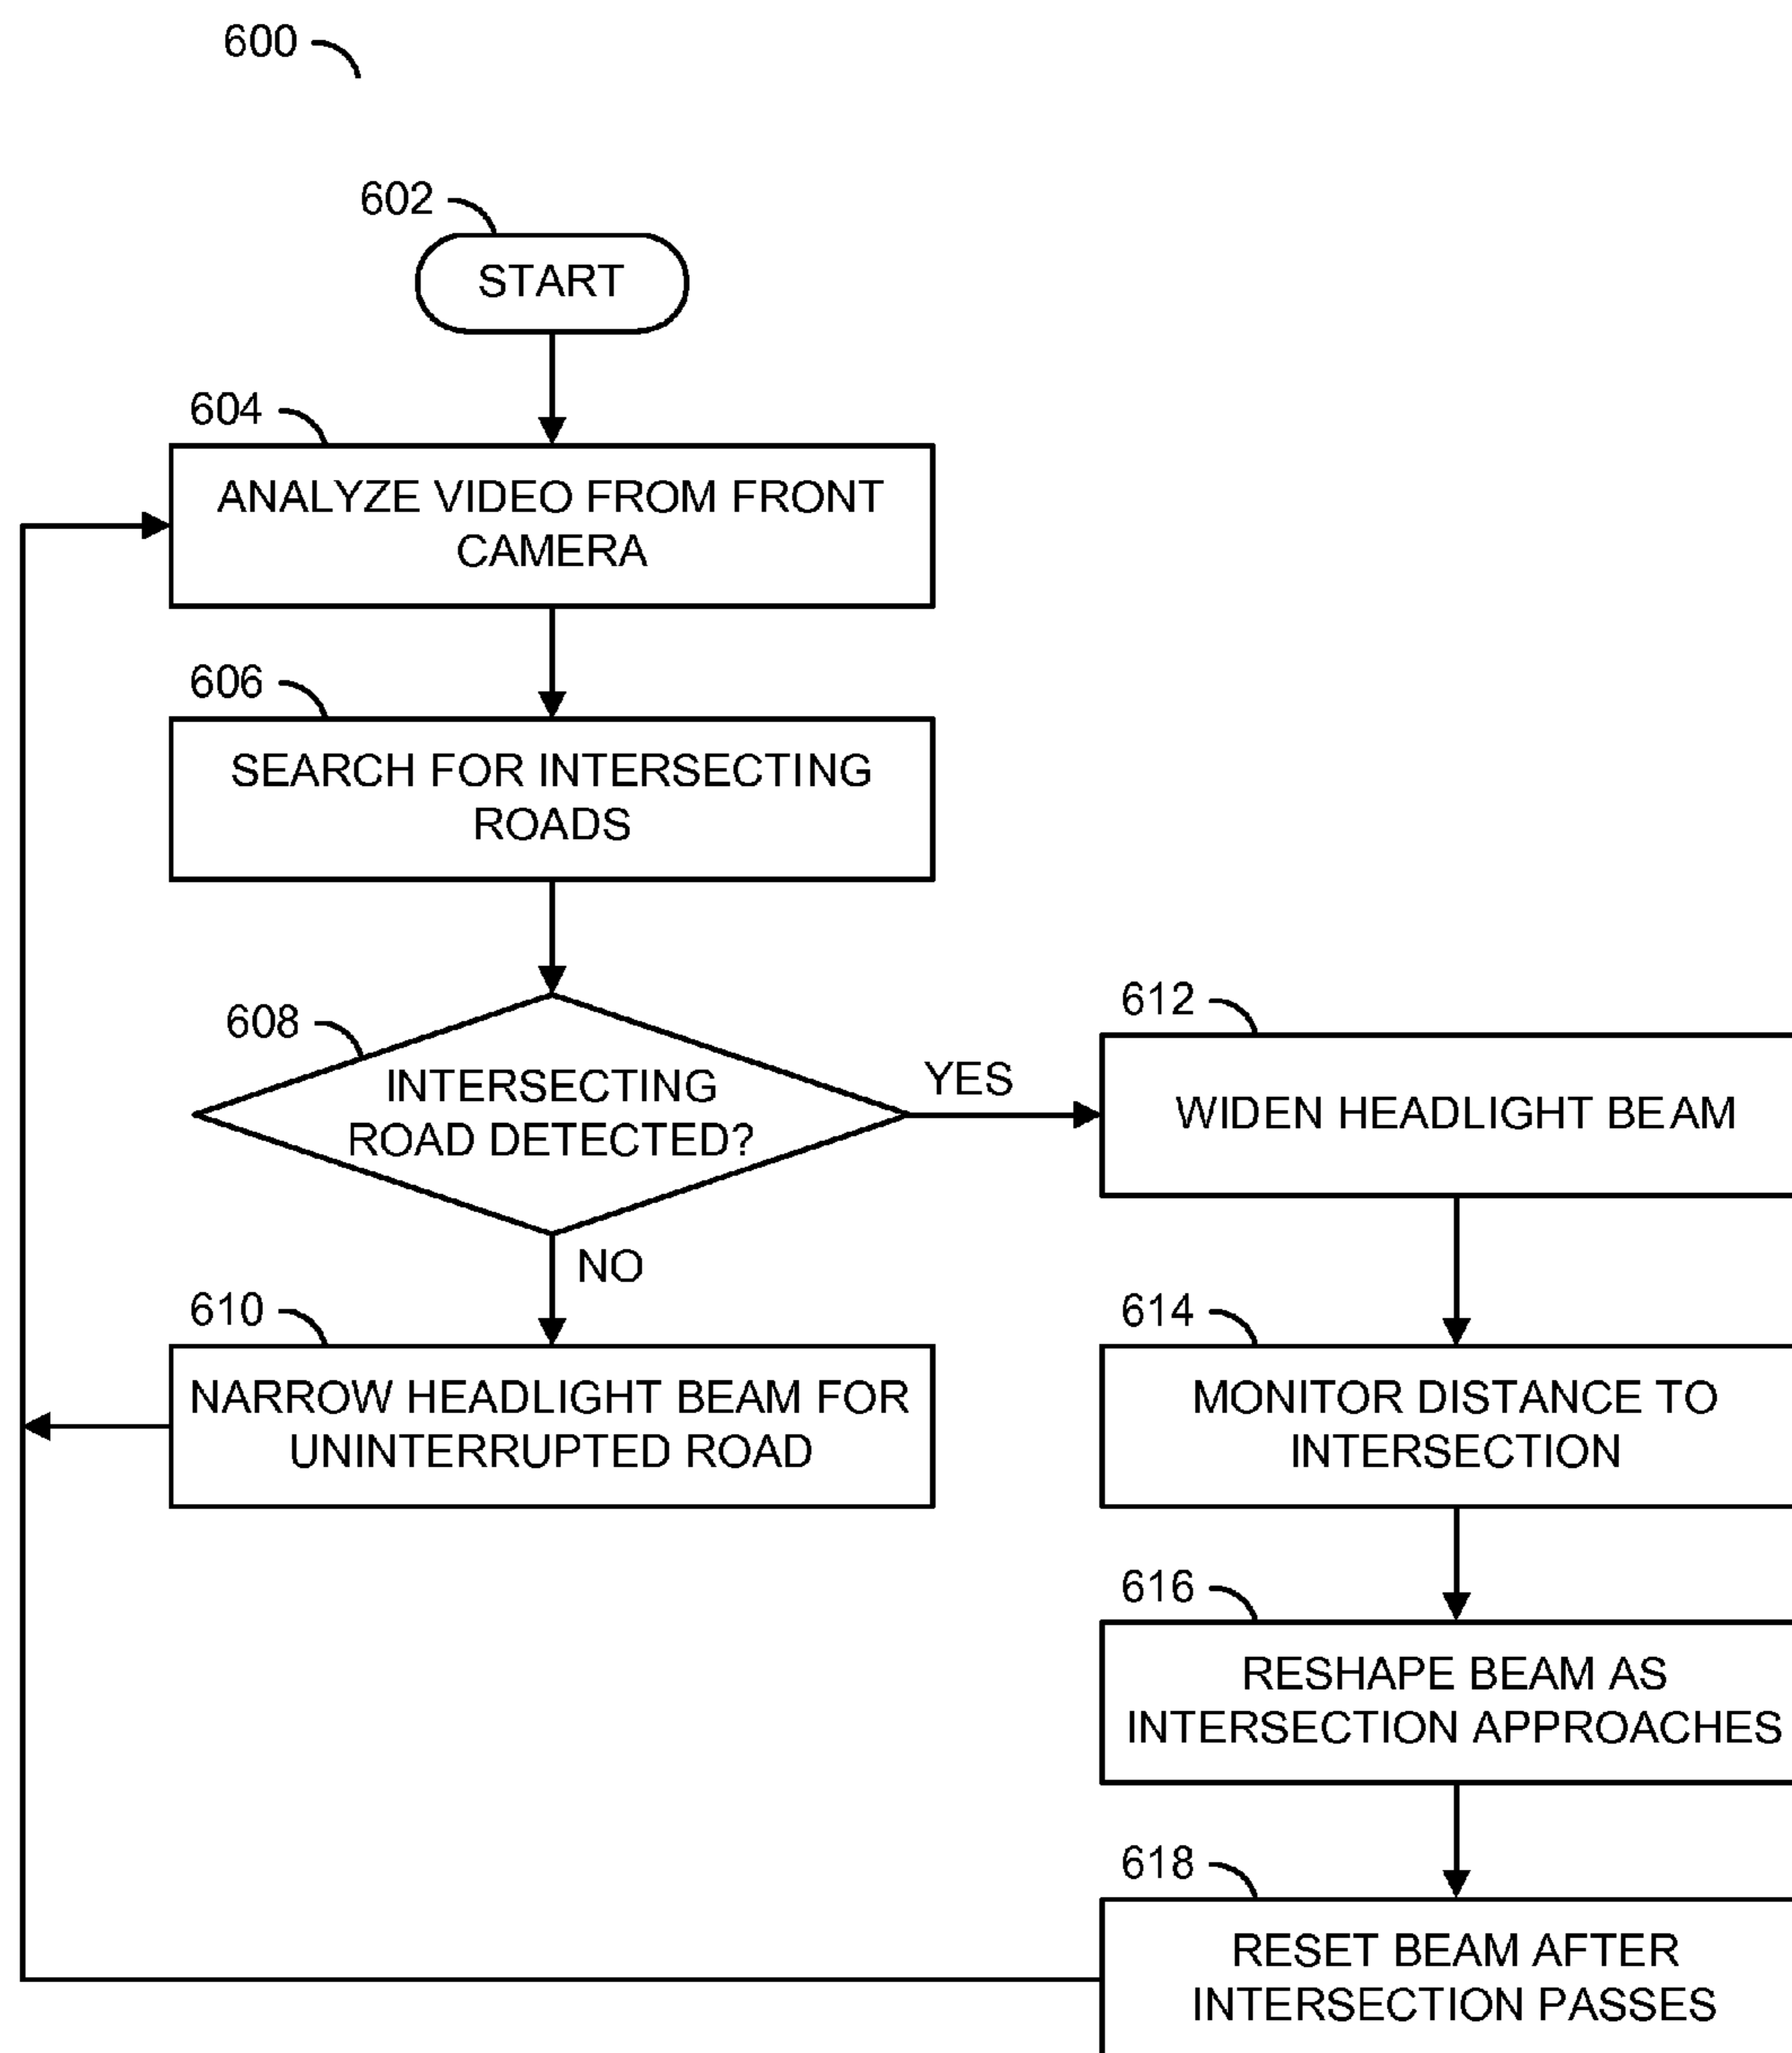 600
602
START
604
ANALYZE VIDEO FROM FRONT
CAMERA
606
SEARCH FOR INTERSECTING
ROADS
608
INTERSECTING
ROAD DETECTED?
YES
NO
610
NARROW HEADLIGHT BEAM FOR
UNINTERRUPTED ROAD
612
WIDEN HEADLIGHT BEAM
614
MONITOR DISTANCE TO
INTERSECTION
616
RESHAPE BEAM AS
INTERSECTION APPROACHES
618
RESET BEAM AFTER
INTERSECTION PASSES